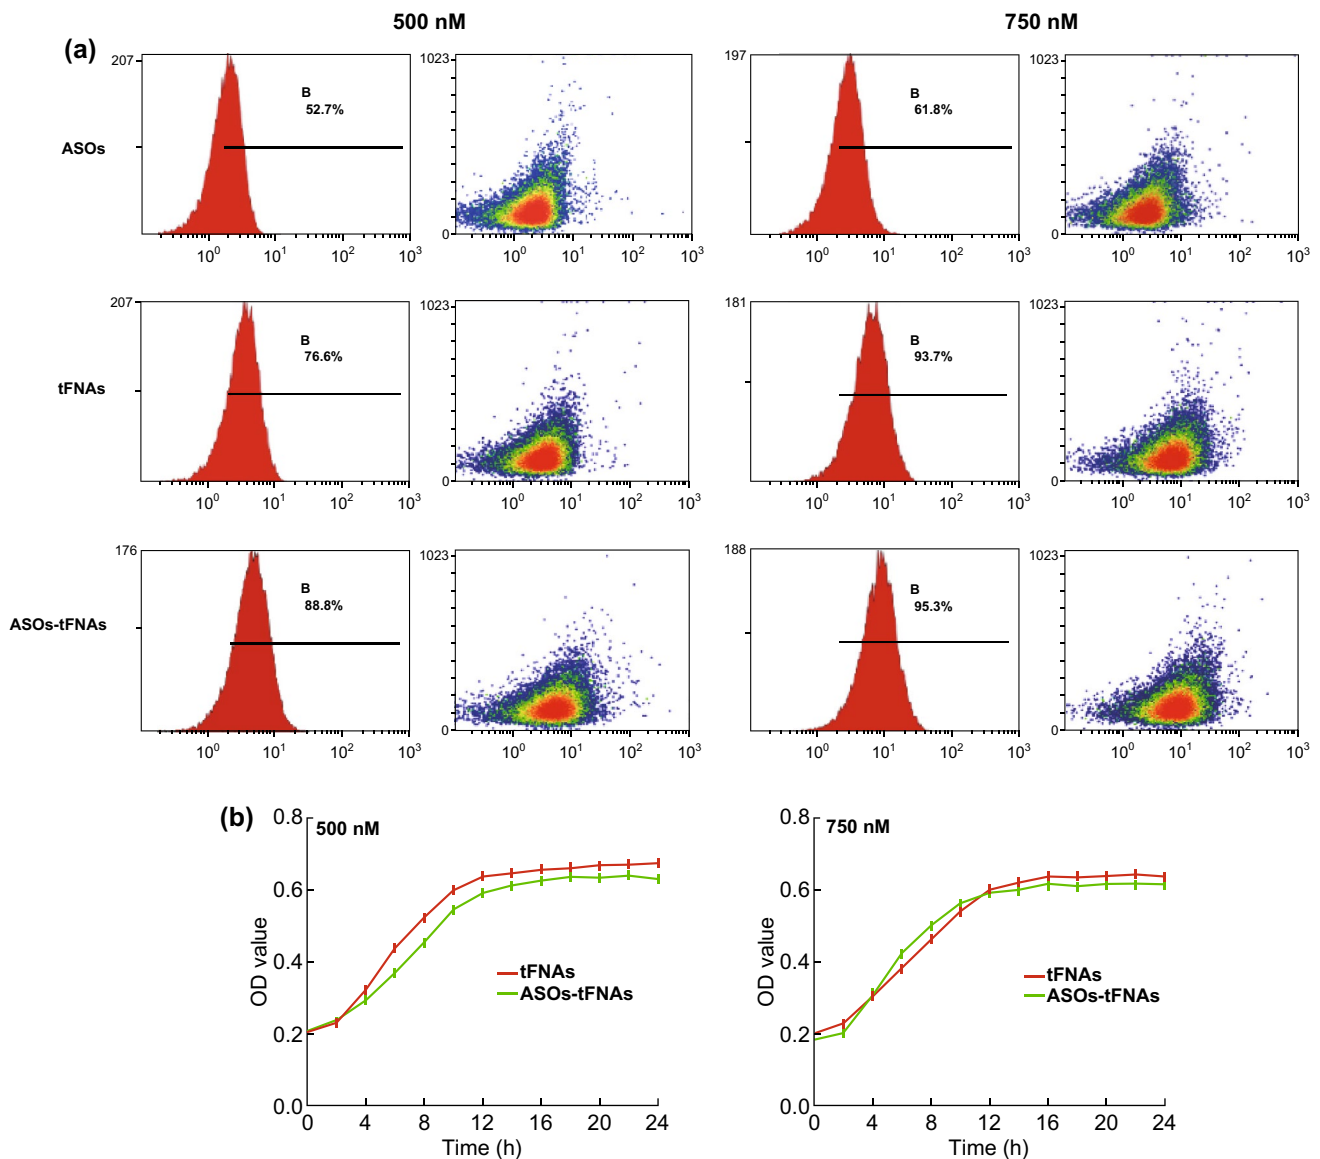 500 nM 750 nM
(a)
207 1023 197 1023
B
52.7%
B
61.8%
ASOs
0 0
10⁰ 10¹ 10² 10³ 10⁰ 10¹ 10² 10³ 10⁰ 10¹ 10² 10³ 10⁰ 10¹ 10² 10³
207 1023 181 1023
B
76.6%
B
93.7%
tFNAs
0 0
10⁰ 10¹ 10² 10³ 10⁰ 10¹ 10² 10³ 10⁰ 10¹ 10² 10³ 10⁰ 10¹ 10² 10³
176 1023 188 1023
B
88.8%
B
95.3%
ASOs-tFNAs
0 0
10⁰ 10¹ 10² 10³ 10⁰ 10¹ 10² 10³ 10⁰ 10¹ 10² 10³ 10⁰ 10¹ 10² 10³
(b)
500 nM
0.8
0.6
0.4
0.2
0.0
OD value
tFNAs
ASOs-tFNAs
0 4 8 12 16 20 24
Time (h)
750 nM
0.8
0.6
0.4
0.2
0.0
OD value
tFNAs
ASOs-tFNAs
0 4 8 12 16 20 24
Time (h)